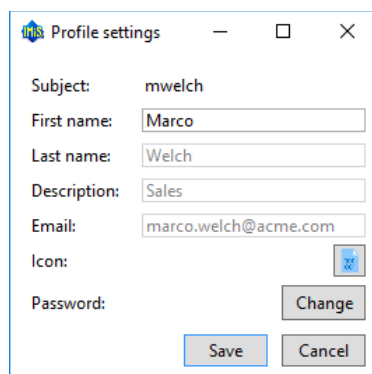 IMiS Profile settings
Subject: mwelch
First name: Marco
Last name: Welch
Description: Sales
Email: marco.welch@acme.com
Icon:
Password: Change
Save Cancel